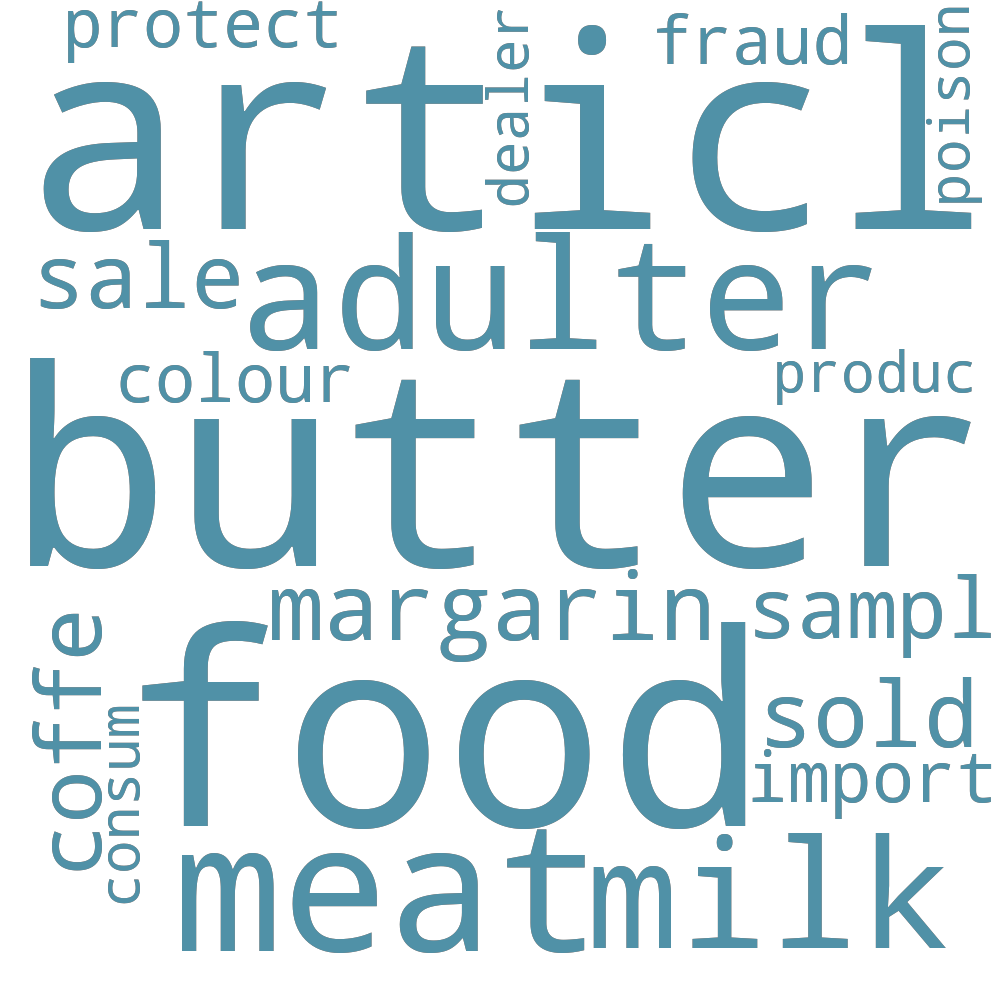 protect
fraud
articl
dealer
poison
sale
adulter
colour
produc
butter
margarin
sampl
coffe
food
sold
import
consum
meat
milk